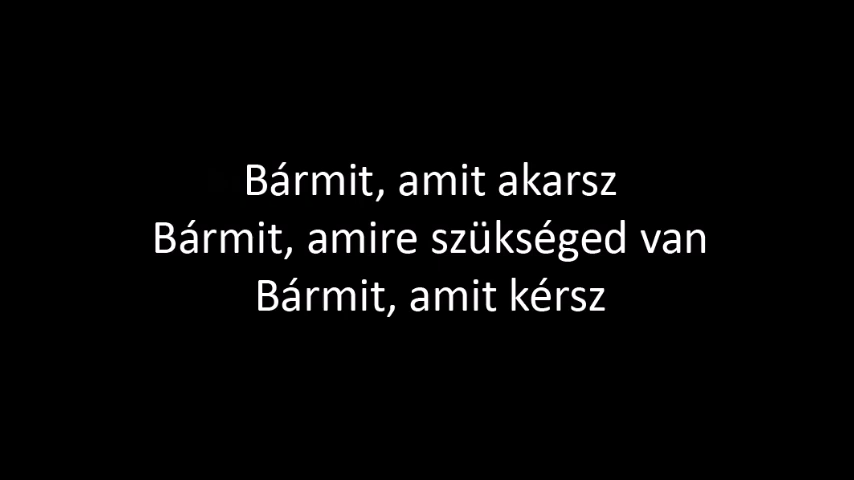 Bármit, amit akarsz
Bármit, amire szükséged van
Bármit, amit kérsz